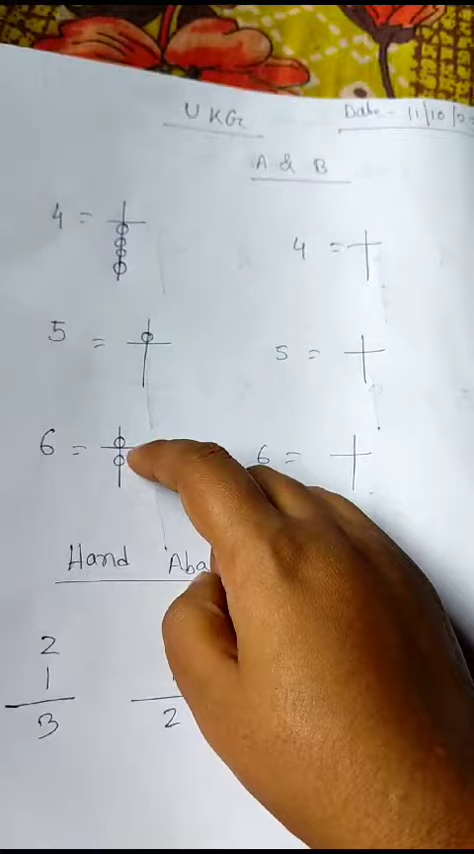 UKG Date - 11/10/2
A & B
4 = 4 =
5 = 5 =
6 = 6 =
Hand Aba
2
1
3 2